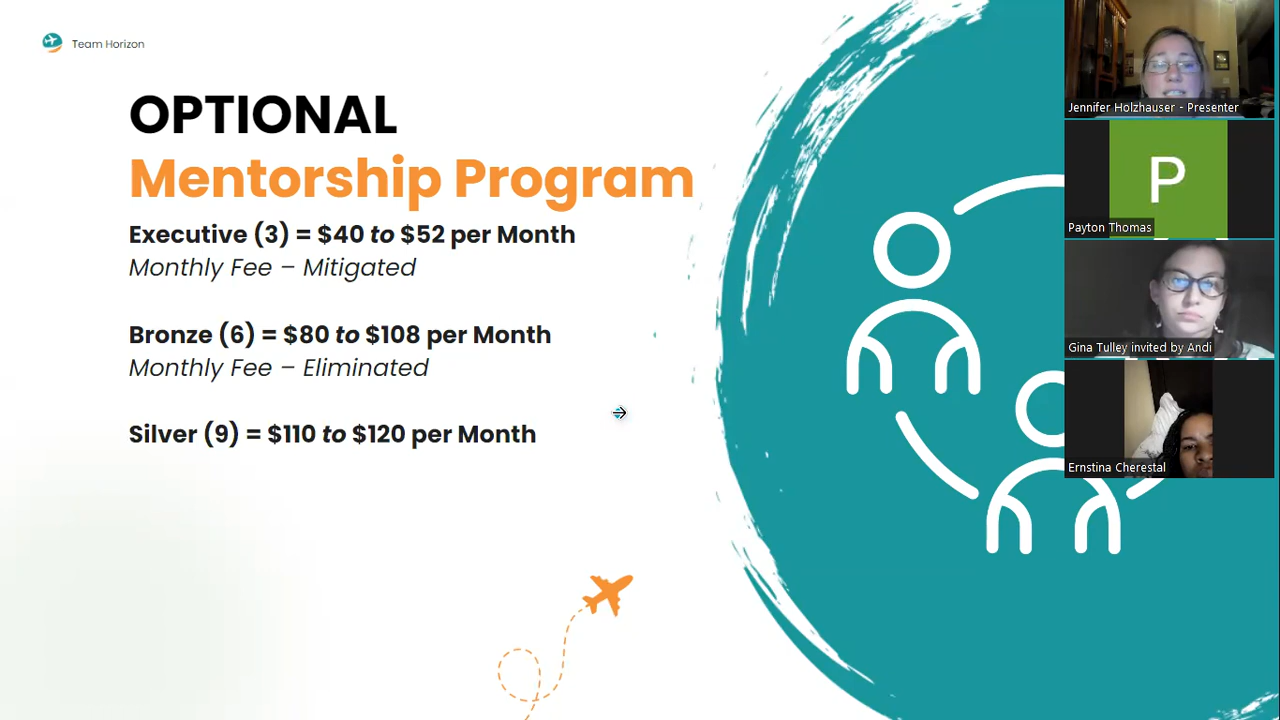 Team Horizon
OPTIONAL
Mentorship Program
Executive (3) = $40 to $52 per Month
Monthly Fee – Mitigated
Bronze (6) = $80 to $108 per Month
Monthly Fee – Eliminated
Silver (9) = $110 to $120 per Month
Jennifer Holzhauser - Presenter
P
Payton Thomas
Gina Tulley invited by Andi
Ernstina Cherestal